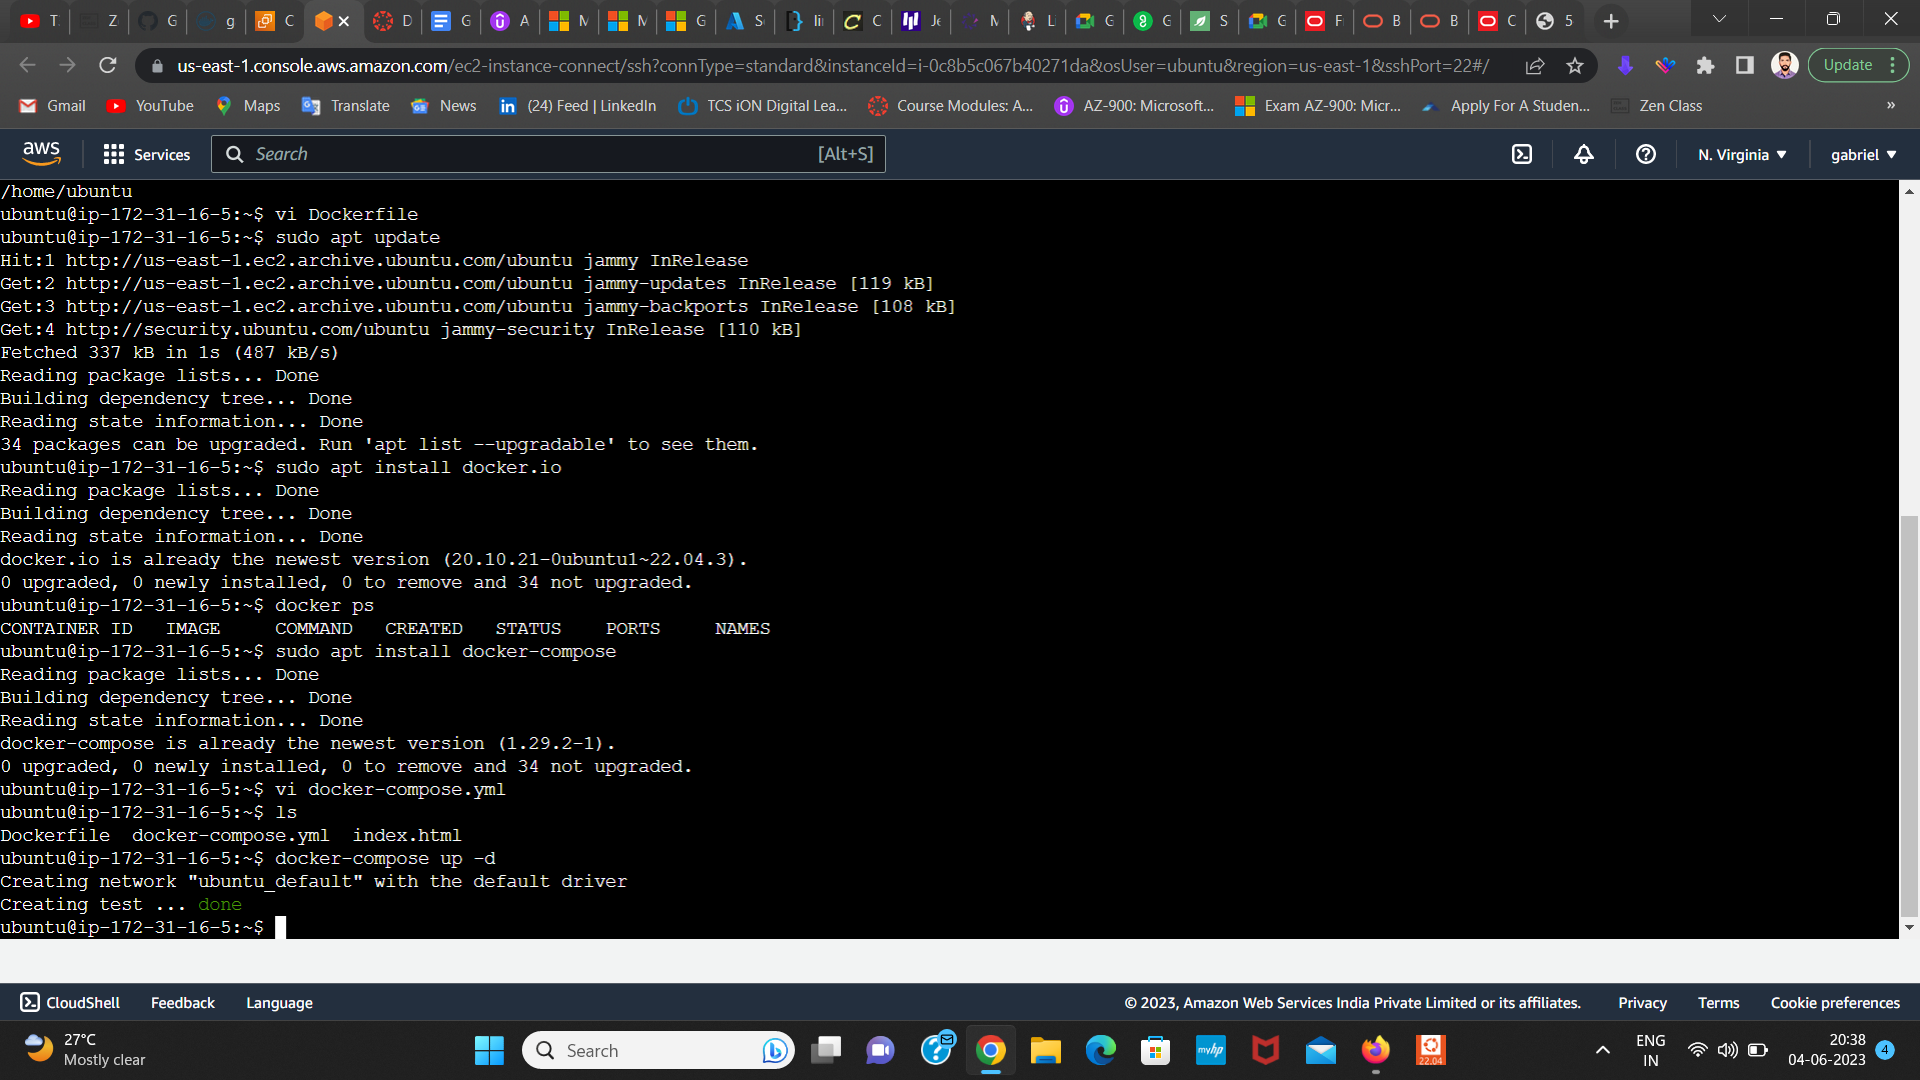 T
Z
G
g
C
D
G
A
M
M
G
A
S
lin
C
Je
M
Li
G
G
S
G
F
B
B
C
5
us-east-1.console.aws.amazon.com/ec2-instance-connect/ssh?connType=standard&instanceId=i-0c8b5c067b40271da&osUser=ubuntu&region=us-east-1&sshPort=22#/
Update
Gmail
YouTube
Maps
Translate
News
(24) Feed | LinkedIn
TCS iON Digital Lea...
Course Modules: A...
AZ-900: Microsoft...
Exam AZ-900: Micr...
Apply For A Studen...
Zen Class
»
aws
Services
Search
[Alt+S]
N. Virginia
gabriel
/home/ubuntu
ubuntu@ip-172-31-16-5:~$ vi Dockerfile
ubuntu@ip-172-31-16-5:~$ sudo apt update
Hit:1 http://us-east-1.ec2.archive.ubuntu.com/ubuntu jammy InRelease
Get:2 http://us-east-1.ec2.archive.ubuntu.com/ubuntu jammy-updates InRelease [119 kB]
Get:3 http://us-east-1.ec2.archive.ubuntu.com/ubuntu jammy-backports InRelease [108 kB]
Get:4 http://security.ubuntu.com/ubuntu jammy-security InRelease [110 kB]
Fetched 337 kB in 1s (487 kB/s)
Reading package lists... Done
Building dependency tree... Done
Reading state information... Done
34 packages can be upgraded. Run 'apt list --upgradable' to see them.
ubuntu@ip-172-31-16-5:~$ sudo apt install docker.io
Reading package lists... Done
Building dependency tree... Done
Reading state information... Done
docker.io is already the newest version (20.10.21-0ubuntu1~22.04.3).
0 upgraded, 0 newly installed, 0 to remove and 34 not upgraded.
ubuntu@ip-172-31-16-5:~$ docker ps
CONTAINER ID   IMAGE     COMMAND   CREATED   STATUS    PORTS     NAMES
ubuntu@ip-172-31-16-5:~$ sudo apt install docker-compose
Reading package lists... Done
Building dependency tree... Done
Reading state information... Done
docker-compose is already the newest version (1.29.2-1).
0 upgraded, 0 newly installed, 0 to remove and 34 not upgraded.
ubuntu@ip-172-31-16-5:~$ vi docker-compose.yml
ubuntu@ip-172-31-16-5:~$ ls
Dockerfile  docker-compose.yml  index.html
ubuntu@ip-172-31-16-5:~$ docker-compose up -d
Creating network "ubuntu_default" with the default driver
Creating test ... done
ubuntu@ip-172-31-16-5:~$
CloudShell
Feedback
Language
© 2023, Amazon Web Services India Private Limited or its affiliates.
Privacy
Terms
Cookie preferences
27°C
Mostly clear
Search
myhp
22.04
ENG
IN
20:38
04-06-2023
4